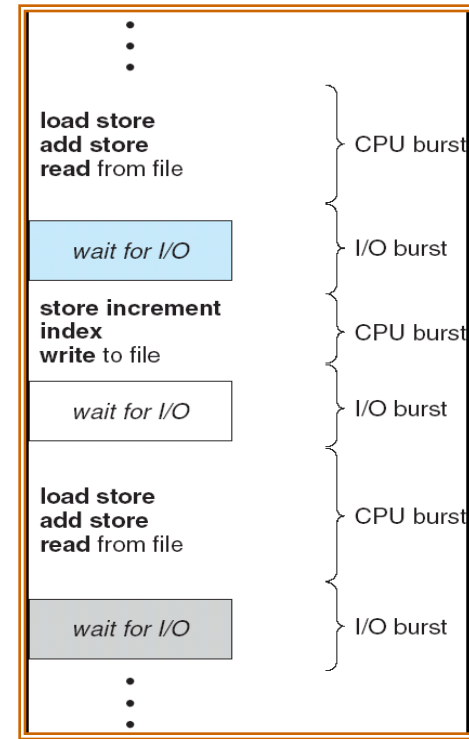 load store
add store
read from file
CPU burst
wait for I/O
I/O burst
store increment
index
write to file
CPU burst
wait for I/O
I/O burst
load store
add store
read from file
CPU burst
wait for I/O
I/O burst